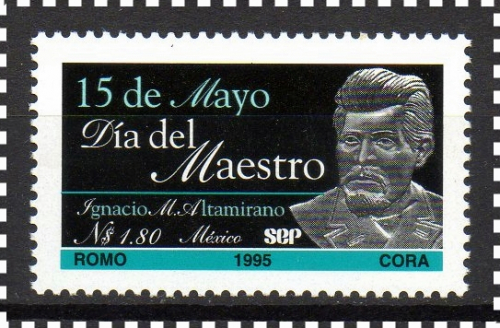 15 de Mayo
Día del
Maestro
Ignacio M. Altamirano
N$ 1.80 México SEP
ROMO 1995 CORA